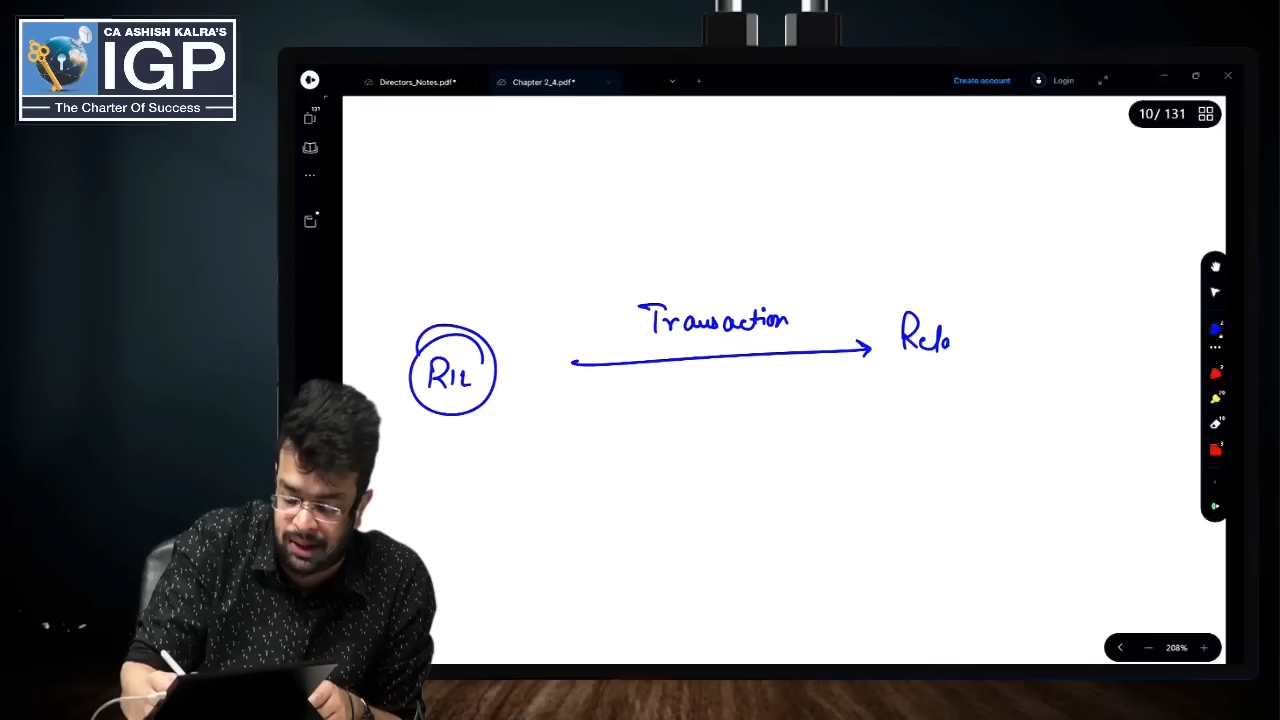 CA ASHISH KALRA'S
IGP
The Charter Of Success
Directors_Notes.pdf*
Chapter 2_4.pdf*
Create account
Login
131
10/ 131
Transaction
RIL
Rela
208%